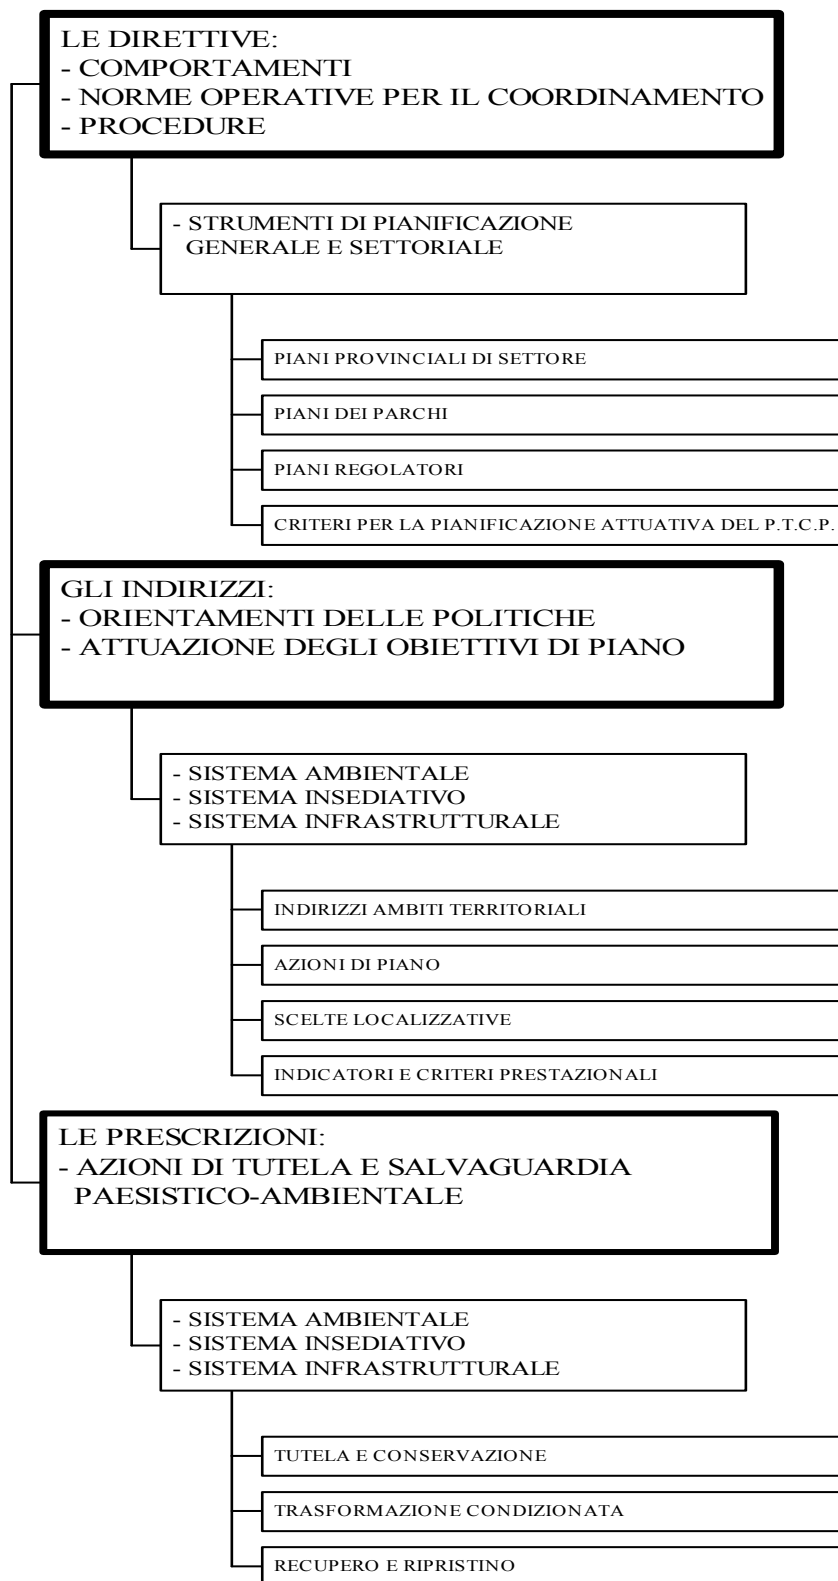 LE DIRETTIVE:
- COMPORTAMENTI
- NORME OPERATIVE PER IL COORDINAMENTO
- PROCEDURE
- STRUMENTI DI PIANIFICAZIONE
GENERALE E SETTORIALE
PIANI PROVINCIALI DI SETTORE
PIANI DEI PARCHI
PIANI REGOLATORI
CRITERI PER LA PIANIFICAZIONE ATTUATIVA DEL P.T.C.P.
GLI INDIRIZZI:
- ORIENTAMENTI DELLE POLITICHE
- ATTUAZIONE DEGLI OBIETTIVI DI PIANO
- SISTEMA AMBIENTALE
- SISTEMA INSEDIATIVO
- SISTEMA INFRASTRUTTURALE
INDIRIZZI AMBITI TERRITORIALI
AZIONI DI PIANO
SCELTE LOCALIZZATIVE
INDICATORI E CRITERI PRESTAZIONALI
LE PRESCRIZIONI:
- AZIONI DI TUTELA E SALVAGUARDIA
PAESISTICO-AMBIENTALE
- SISTEMA AMBIENTALE
- SISTEMA INSEDIATIVO
- SISTEMA INFRASTRUTTURALE
TUTELA E CONSERVAZIONE
TRASFORMAZIONE CONDIZIONATA
RECUPERO E RIPRISTINO